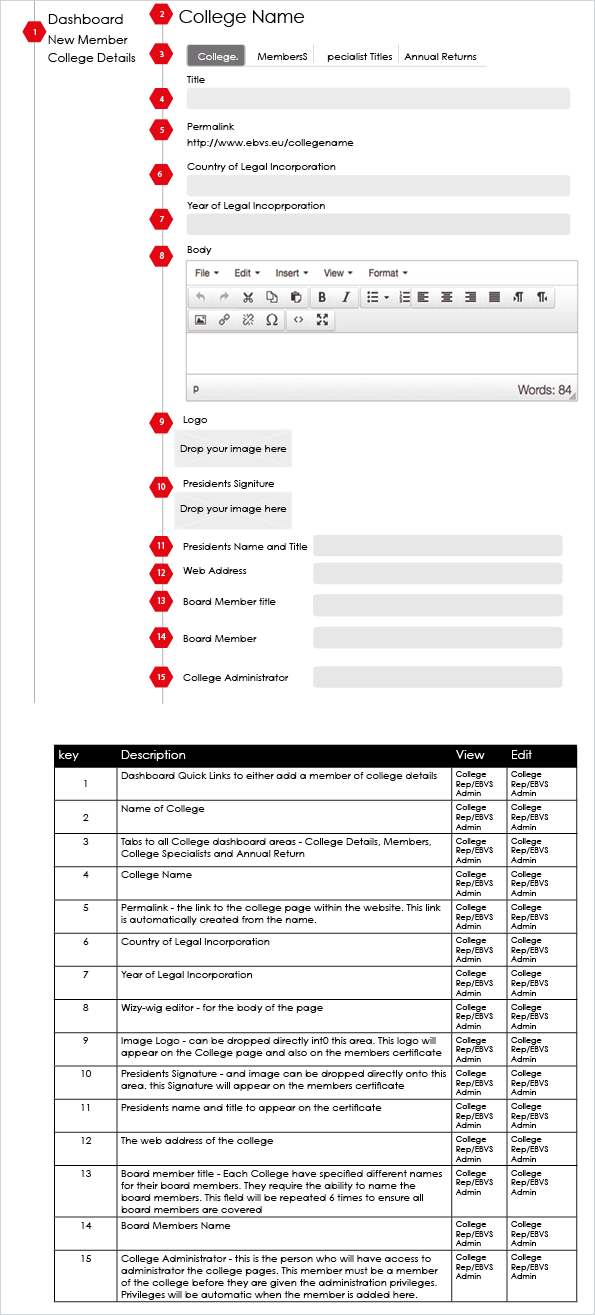 Dashboard
New Member
College Details
1
2
College Name
3
College.
MembersS
pecialist Titles
Annual Returns
Title
4
5
Permalink
http://www.ebvs.eu/collegename
Country of Legal Incorporation
6
Year of Legal Incoprporation
7
8
Body
File Edit Insert View Format
B I
Ω <>
p
Words: 84
9
Logo
Drop your image here
10
Presidents Signiture
Drop your image here
11
Presidents Name and Title
12
Web Address
13
Board Member title
14
Board Member
15
College Administrator
key Description View Edit
1
Dashboard Quick Links to either add a member of college details
College
Rep/EBVS
Admin
College
Rep/EBVS
Admin
2
Name of College
College
Rep/EBVS
Admin
College
Rep/EBVS
Admin
3
Tabs to all College dashboard areas - College Details, Members,
College Specialists and Annual Return
College
Rep/EBVS
Admin
College
Rep/EBVS
Admin
4
College Name
College
Rep/EBVS
Admin
College
Rep/EBVS
Admin
5
Permalink - the link to the college page within the website. This link
is automatically created from the name.
College
Rep/EBVS
Admin
College
Rep/EBVS
Admin
6
Country of Legal Incorporation
College
Rep/EBVS
Admin
College
Rep/EBVS
Admin
7
Year of Legal Incorporation
College
Rep/EBVS
Admin
College
Rep/EBVS
Admin
8
Wizy-wig editor - for the body of the page
College
Rep/EBVS
Admin
College
Rep/EBVS
Admin
9
Image Logo - can be dropped directly int0 this area. This logo will
appear on the College page and also on the members certificate
College
Rep/EBVS
Admin
College
Rep/EBVS
Admin
10
Presidents Signature - and image can be dropped directly onto this
area. this Signature will appear on the members certificate
College
Rep/EBVS
Admin
College
Rep/EBVS
Admin
11
Presidents name and title to appear on the certificate
College
Rep/EBVS
Admin
College
Rep/EBVS
Admin
12
The web address of the college
College
Rep/EBVS
Admin
College
Rep/EBVS
Admin
13
Board member title - Each College have specified different names
for their board members. They require the ability to name the
board members. This field will be repeated 6 times to ensure all
board members are covered
College
Rep/EBVS
Admin
College
Rep/EBVS
Admin
14
Board Members Name
College
Rep/EBVS
Admin
College
Rep/EBVS
Admin
15
College Administrator - this is the person who will have access to
administrator the college pages. This member must be a member
of the college before they are given the administration privileges.
Privileges will be automatic when the member is added here.
College
Rep/EBVS
Admin
College
Rep/EBVS
Admin